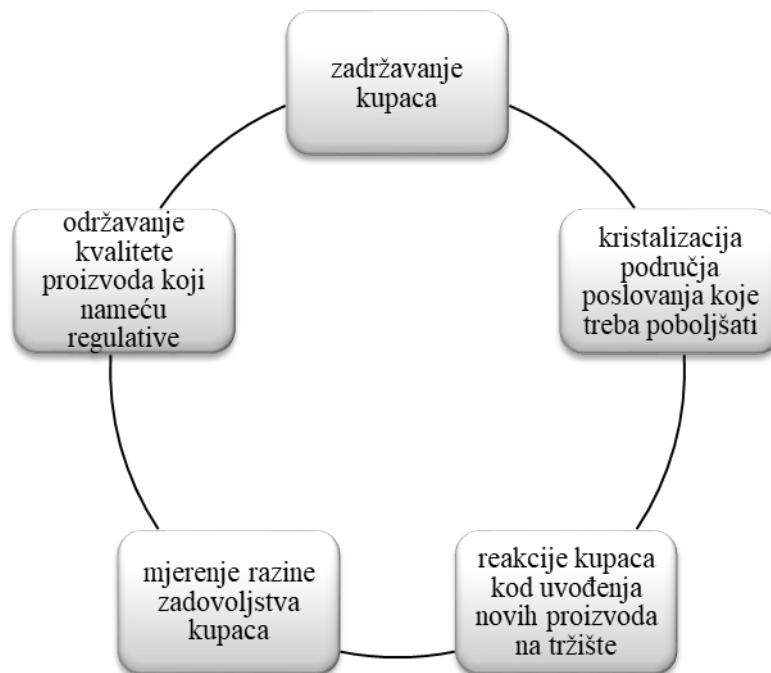 zadržavanje
kupaca
kristalizacija
područja
poslovanja koje
treba poboljšati
reakcije kupaca
kod uvođenja
novih proizvoda
na tržište
mjerenje razine
zadovoljstva
kupaca
održavanje
kvalitete
proizvoda koji
nameću
regulative